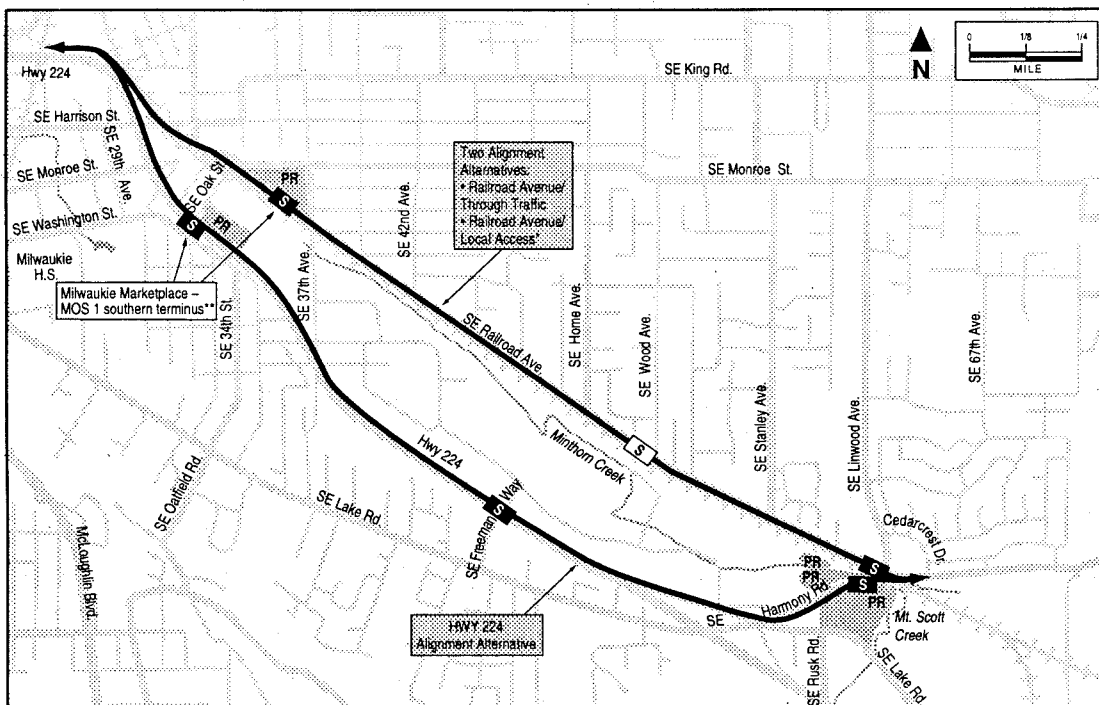 Hwy 224
N
0 1/8 1/4
MILE
SE King Rd.
SE Harrison St.
SE 29th Ave.
SE Monroe St.
SE Oak St
SE Washington St.
Milwaukie
H.S.
PR
S
PR
S
Milwaukie Marketplace –
MOS 1 southern terminus**
Two Alignment
Alternatives:
• Railroad Avenue/
Through Traffic
• Railroad Avenue/
Local Access*
SE Monroe St.
SE 42nd Ave.
SE 37th Ave.
SE 34th St.
SE Railroad Ave.
SE Home Ave.
SE Wood Ave.
SE Stanley Ave.
SE Linwood Ave.
SE 67th Ave.
S
Minthorn Creek
Hwy 224
SE Oatfield Rd.
SE Lake Rd.
McLoughlin Blvd.
SE Freeman Way
S
HWY 224
Alignment Alternative
Cedarcrest Dr.
PR
PR
S
S
PR
SE Harmony Rd.
Mt. Scott
Creek
SE Rusk Rd.
SE Lake Rd.